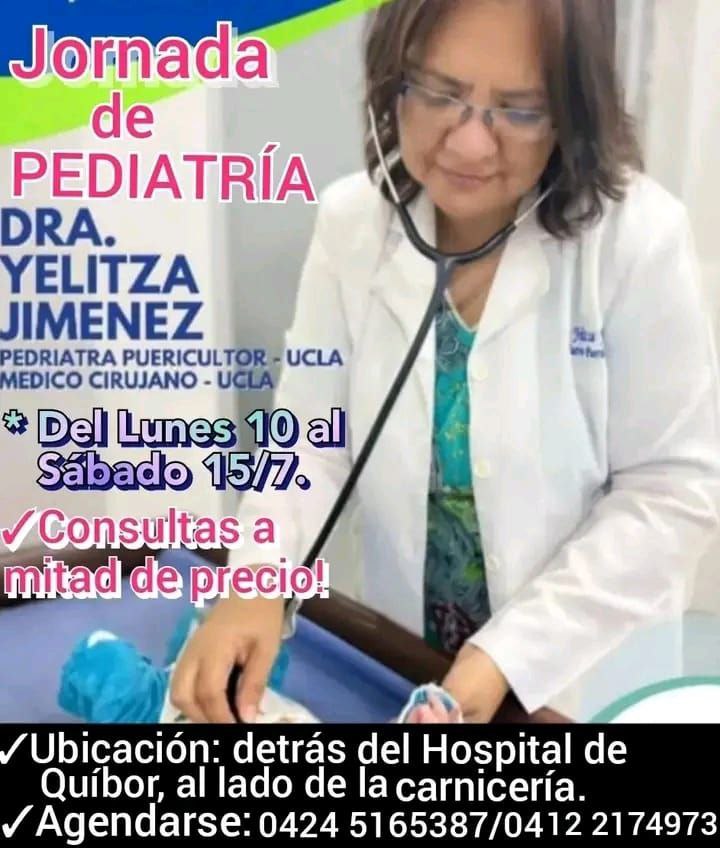 Jornada
de
PEDIATRÍA
DRA.
YELITZA
JIMENEZ
PEDRIATRA PUERICULTOR - UCLA
MEDICO CIRUJANO - UCLA
* Del Lunes 10 al
Sábado 15/7.
✓Consultas a
mitad de precio!
✓Ubicación: detrás del Hospital de
Quíbor, al lado de la carnicería.
✓Agendarse: 0424 5165387/0412 2174973